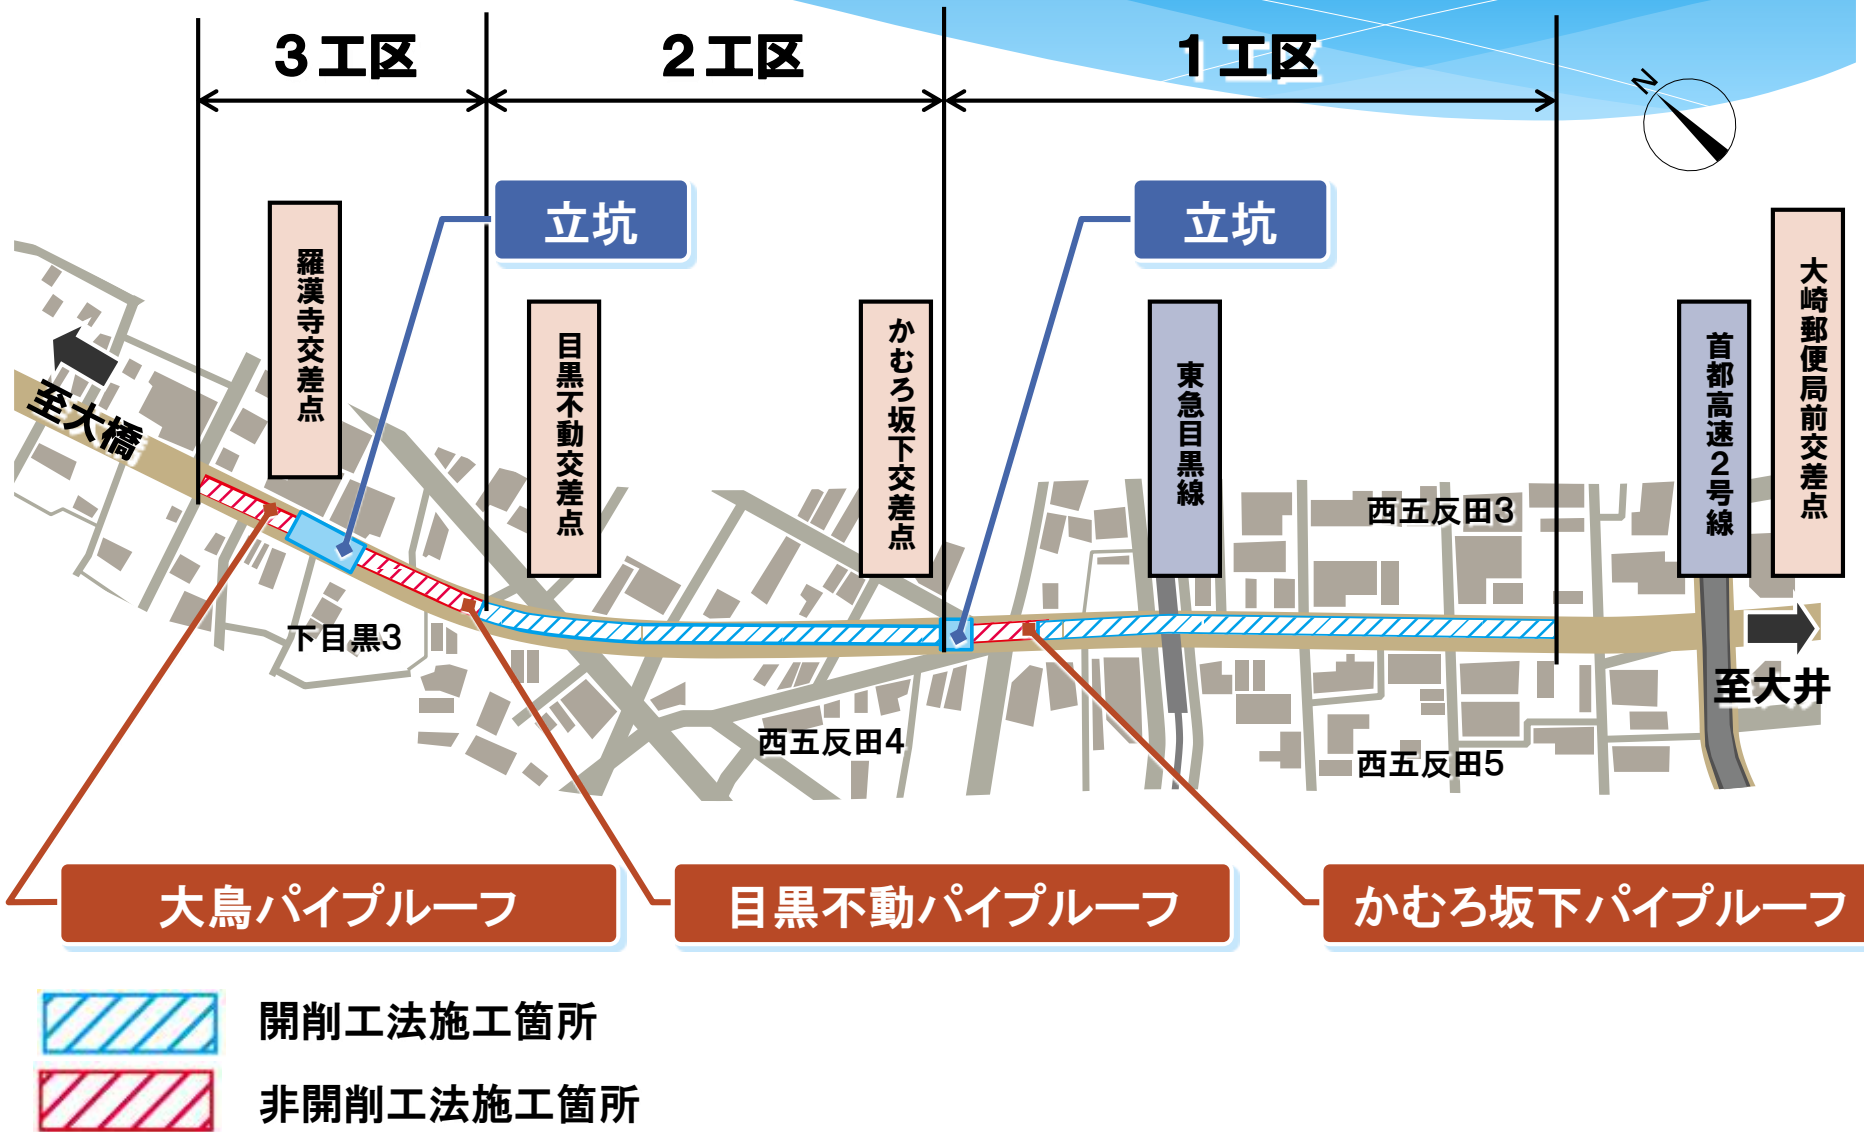 3工区
2工区
1工区
N
立坑
立坑
羅漢寺交差点
目黒不動交差点
かむろ坂下交差点
東急目黒線
首都高速2号線
大崎郵便局前交差点
至大橋
西五反田3
下目黒3
至大井
西五反田4
西五反田5
大鳥パイプルーフ
目黒不動パイプルーフ
かむろ坂下パイプルーフ
開削工法施工箇所
非開削工法施工箇所